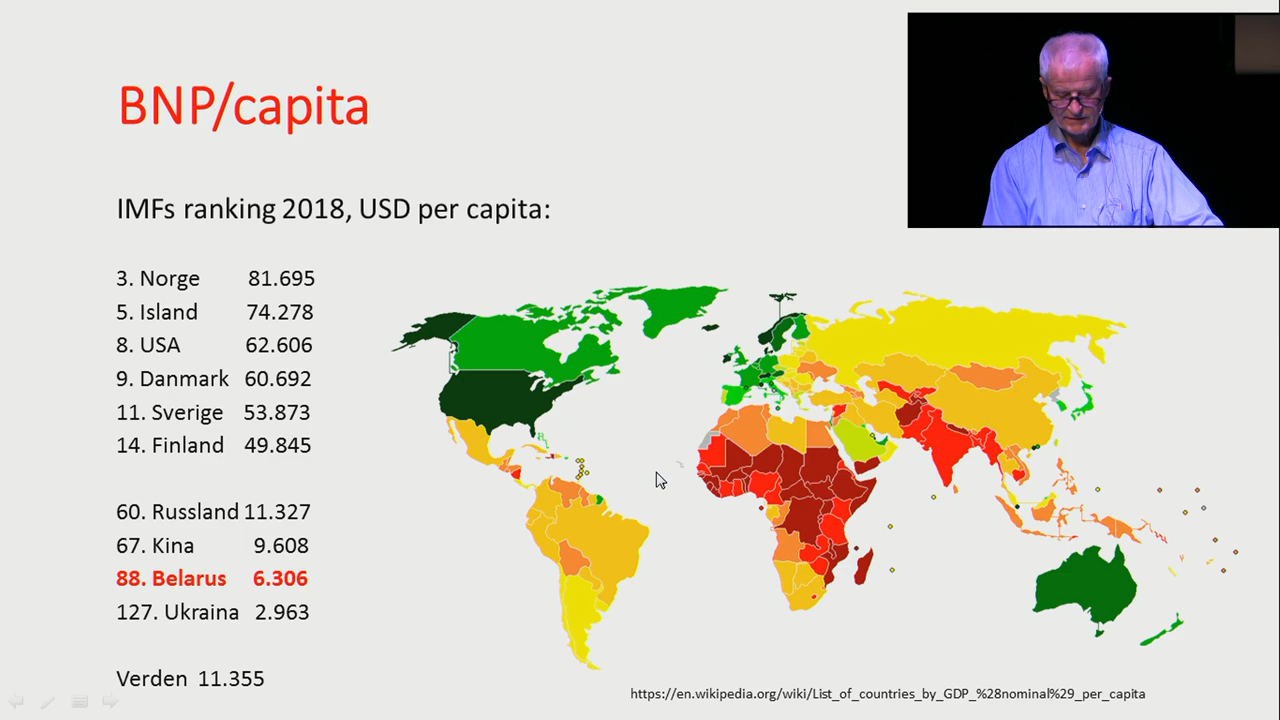 BNP/capita
IMFs ranking 2018, USD per capita:
3. Norge 81.695
5. Island 74.278
8. USA 62.606
9. Danmark 60.692
11. Sverige 53.873
14. Finland 49.845
60. Russland 11.327
67. Kina 9.608
88. Belarus 6.306
127. Ukraina 2.963
Verden 11.355
https://en.wikipedia.org/wiki/List_of_countries_by_GDP_%28nominal%29_per_capita